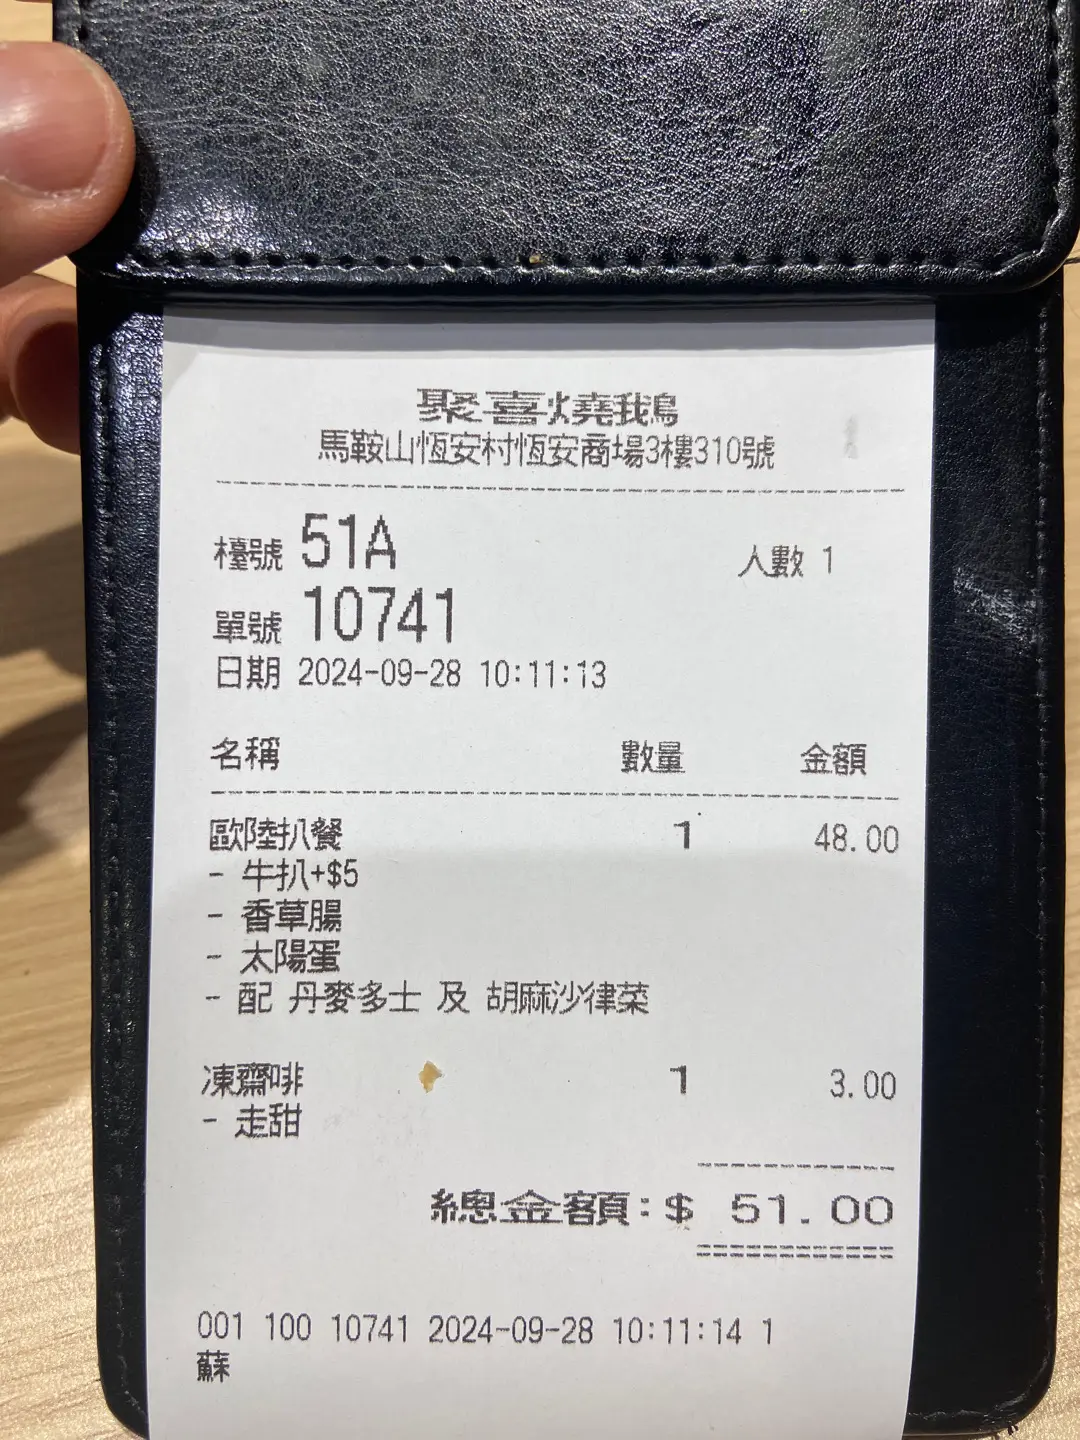 聚喜燒鵝
馬鞍山恆安村恆安商場3樓310號
檯號 51A 人數 1
單號 10741
日期 2024-09-28 10:11:13
名稱 數量 金額
歐陸扒餐 1 48.00
- 牛扒+$5
- 香草腸
- 太陽蛋
- 配 丹麥多士 及 胡麻沙律菜
凍齋啡 1 3.00
- 走甜
總金額:$ 51.00
001 100 10741 2024-09-28 10:11:14 1
蘇